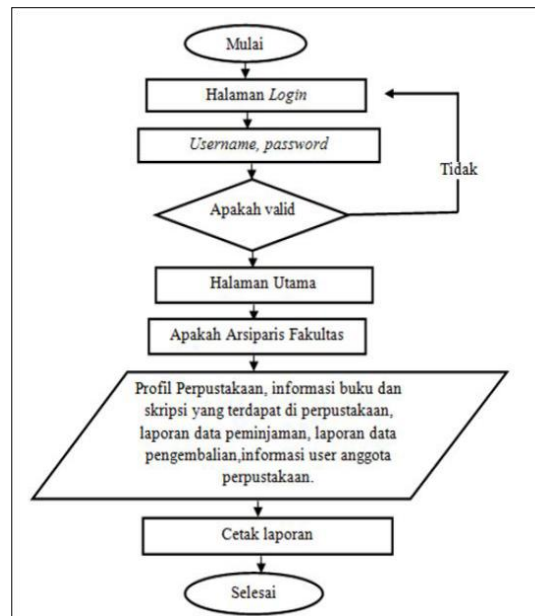 Mulai
Halaman Login
Username, password
Tidak
Apakah valid
Halaman Utama
Apakah Arsiparis Fakultas
Profil Perpustakaan, informasi buku dan
skripsi yang terdapat di perpustakaan,
laporan data peminjaman, laporan data
pengembalian,informasi user anggota
perpustakaan.
Cetak laporan
Selesai